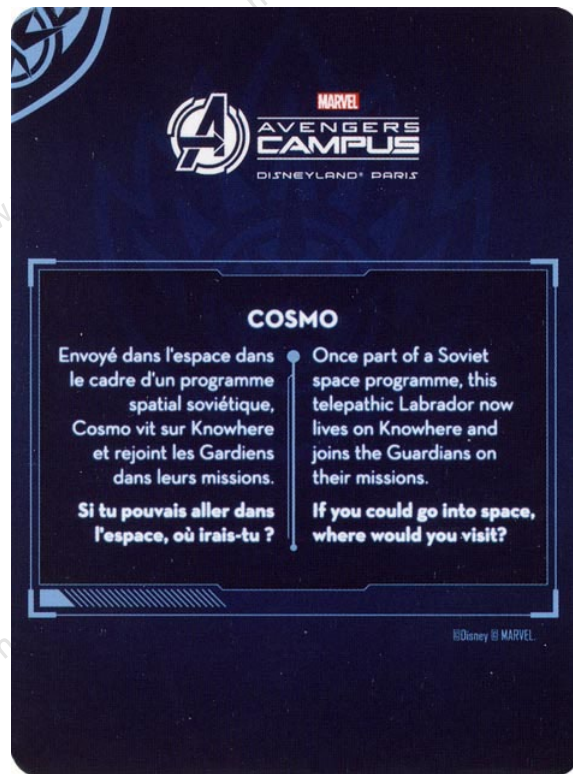 MARVEL
AVENGERS
CAMPUS
DISNEYLAND® PARIS
COSMO
Envoyé dans l'espace dans
le cadre d'un programme
spatial soviétique,
Cosmo vit sur Knowhere
et rejoint les Gardiens
dans leurs missions.
Si tu pouvais aller dans
l'espace, où irais-tu ?
Once part of a Soviet
space programme, this
telepathic Labrador now
lives on Knowhere and
joins the Guardians on
their missions.
If you could go into space,
where would you visit?
©Disney © MARVEL.